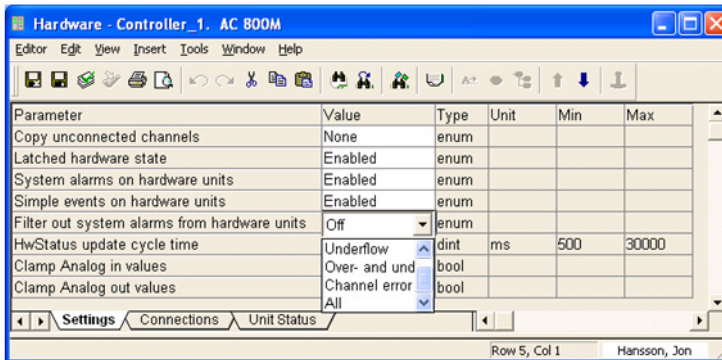 Hardware - Controller_1. AC 800M
Editor Edit View Insert Tools Window Help
Parameter Value Type Unit Min Max
Copy unconnected channels None enum
Latched hardware state Enabled enum
System alarms on hardware units Enabled enum
Simple events on hardware units Enabled enum
Filter out system alarms from hardware units Off enum
HwStatus update cycle time dint ms 500 30000
Underflow
Clamp Analog in values bool
Over- and und
Clamp Analog out values bool
Channel error
All
Settings Connections Unit Status
Row 5, Col 1 Hansson, Jon